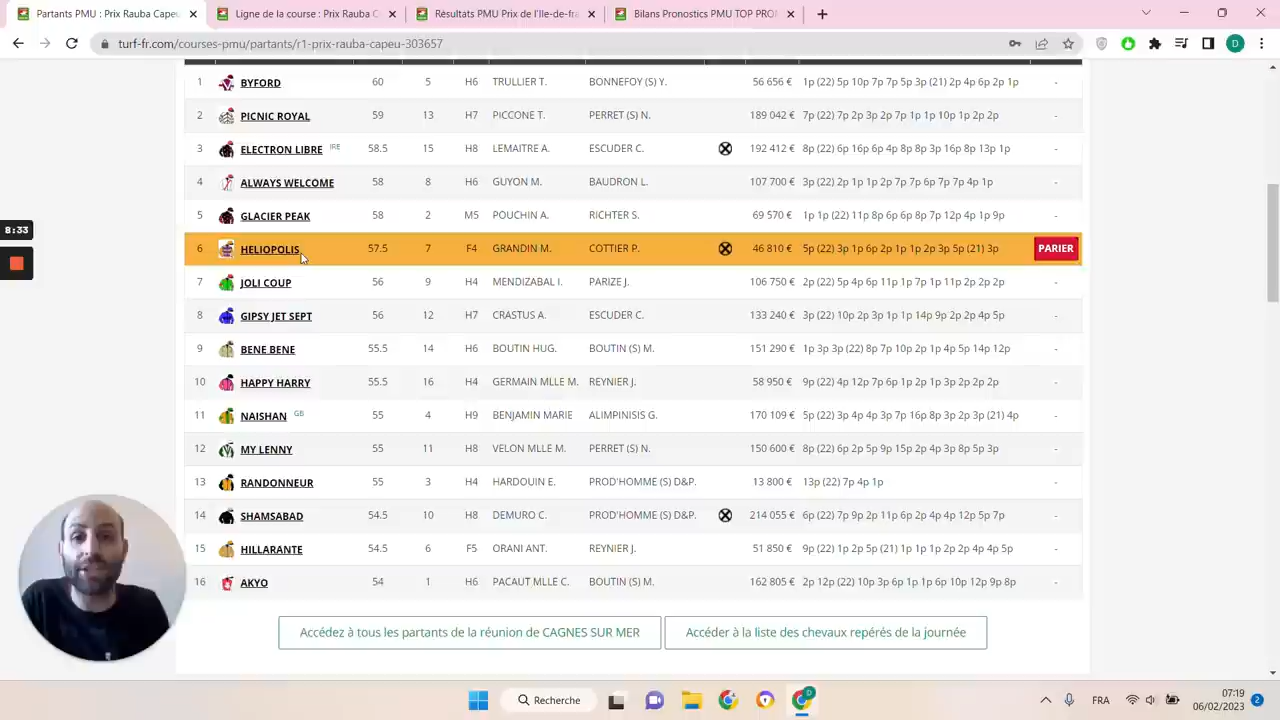 Partants PMU : Prix Rauba Capeu
Ligne de la course : Prix Rauba C
Résultats PMU Prix de l'Ile-de-fra
Bilans Pronostics PMU TOP PRO
turf-fr.com/courses-pmu/partants/r1-prix-rauba-capeu-303657
1 BYFORD 60 5 H6 TRULLIER T. BONNEFOY (S) Y. 56 656 € 1p (22) 5p 10p 7p 7p 5p 3p (21) 2p 4p 6p 2p 1p -
2 PICNIC ROYAL 59 13 H7 PICCONE T. PERRET (S) N. 189 042 € 7p (22) 7p 2p 3p 2p 7p 1p 1p 10p 1p 2p 2p -
3 ELECTRON LIBRE IRE 58.5 15 H8 LEMAITRE A. ESCUDER C. 192 412 € 8p (22) 6p 16p 6p 4p 8p 8p 3p 16p 8p 13p 1p -
4 ALWAYS WELCOME 58 8 H6 GUYON M. BAUDRON L. 107 700 € 3p (22) 2p 1p 1p 2p 7p 7p 6p 7p 7p 4p 1p -
5 GLACIER PEAK 58 2 M5 POUCHIN A. RICHTER S. 69 570 € 1p 1p (22) 11p 8p 6p 6p 8p 7p 12p 4p 1p 9p -
6 HELIOPOLIS 57.5 7 F4 GRANDIN M. COTTIER P. 46 810 € 5p (22) 3p 1p 6p 2p 1p 1p 2p 3p 5p (21) 3p PARIER
7 JOLI COUP 56 9 H4 MENDIZABAL I. PARIZE J. 106 750 € 2p (22) 5p 4p 6p 11p 1p 7p 1p 11p 2p 2p 2p -
8 GIPSY JET SEPT 56 12 H7 CRASTUS A. ESCUDER C. 133 240 € 3p (22) 10p 2p 3p 1p 1p 14p 9p 2p 2p 4p 5p -
9 BENE BENE 55.5 14 H6 BOUTIN HUG. BOUTIN (S) M. 151 290 € 1p 3p 3p (22) 8p 7p 10p 2p 1p 4p 5p 14p 12p -
10 HAPPY HARRY 55.5 16 H4 GERMAIN MLLE M. REYNIER J. 58 950 € 9p (22) 4p 12p 7p 6p 1p 2p 1p 3p 2p 2p 2p -
11 NAISHAN GB 55 4 H9 BENJAMIN MARIE ALIMPINISIS G. 170 109 € 5p (22) 3p 4p 4p 3p 7p 16p 8p 3p 2p 3p (21) 4p -
12 MY LENNY 55 11 H8 VELON MLLE M. PERRET (S) N. 150 600 € 8p (22) 6p 2p 5p 9p 15p 2p 4p 3p 8p 5p 3p -
13 RANDONNEUR 55 3 H4 HARDOUIN E. PROD'HOMME (S) D&P. 13 800 € 13p (22) 7p 4p 1p -
14 SHAMSABAD 54.5 10 H8 DEMURO C. PROD'HOMME (S) D&P. 214 055 € 6p (22) 7p 9p 2p 11p 6p 2p 4p 4p 12p 5p 7p -
15 HILLARANTE 54.5 6 F5 ORANI ANT. REYNIER J. 51 850 € 9p (22) 1p 2p 5p (21) 1p 1p 1p 2p 2p 4p 4p 5p -
16 AKYO 54 1 H6 PACAUT MLLE C. BOUTIN (S) M. 162 805 € 2p 12p (22) 10p 3p 6p 1p 6p 10p 12p 9p 8p -
8:33
Accédez à tous les partants de la réunion de CAGNES SUR MER
Accéder à la liste des chevaux repérés de la journée
Recherche
FRA
07:19
06/02/2023
2